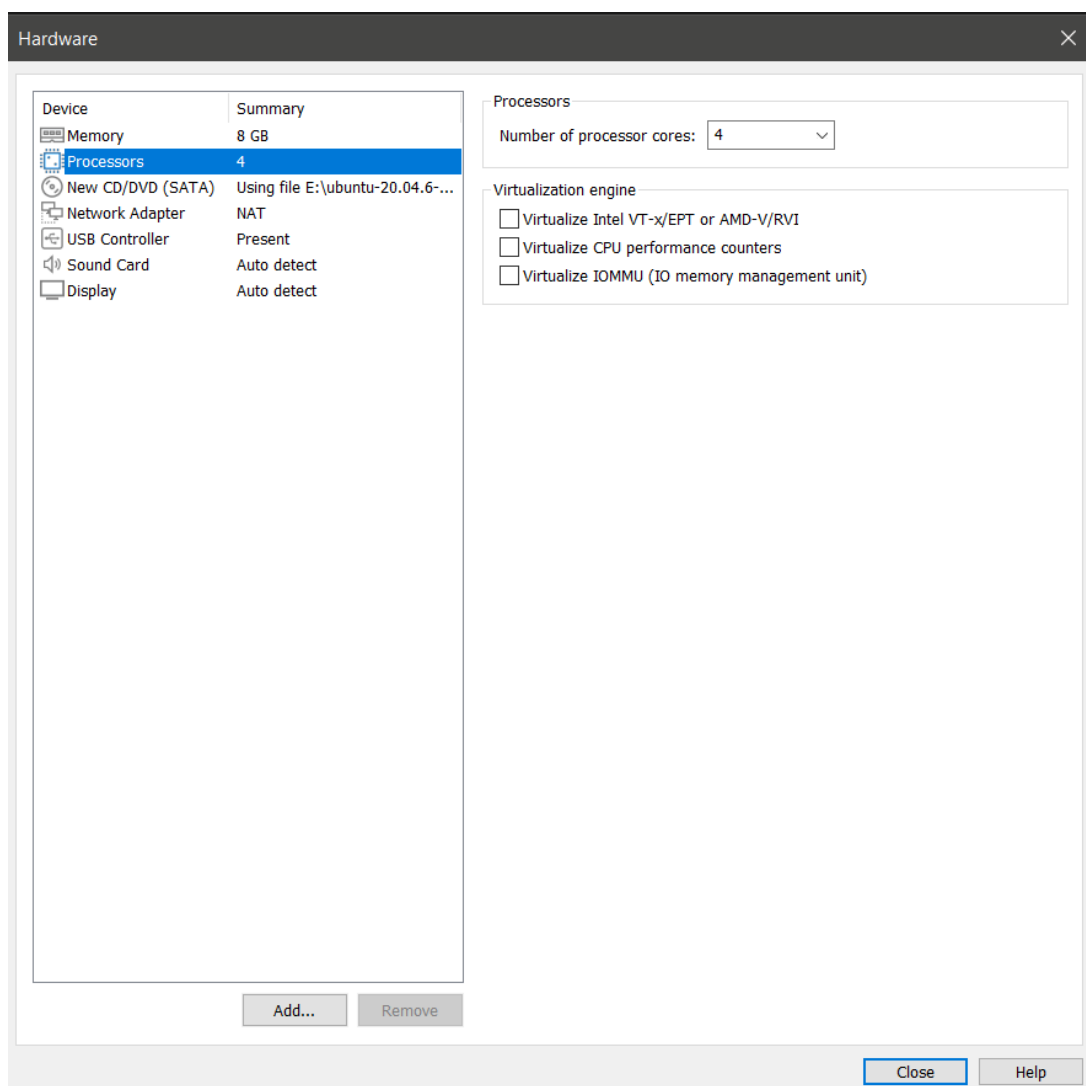 Hardware
Device Summary
Memory 8 GB
Processors 4
New CD/DVD (SATA) Using file E:\ubuntu-20.04.6-...
Network Adapter NAT
USB Controller Present
Sound Card Auto detect
Display Auto detect
Add... Remove
Processors
Number of processor cores: 4
Virtualization engine
Virtualize Intel VT-x/EPT or AMD-V/RVI
Virtualize CPU performance counters
Virtualize IOMMU (IO memory management unit)
Close Help